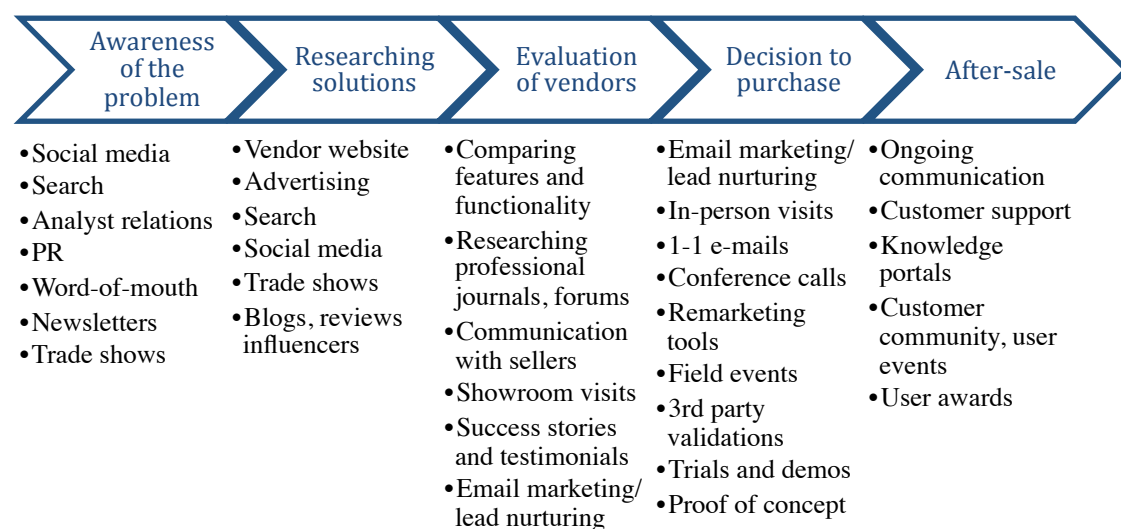 Awareness
of the
problem
Researching
solutions
Evaluation
of vendors
Decision to
purchase
After-sale
•Social media
•Search
•Analyst relations
•PR
•Word-of-mouth
•Newsletters
•Trade shows
•Vendor website
•Advertising
•Search
•Social media
•Trade shows
•Blogs, reviews
influencers
•Comparing
features and
functionality
•Researching
professional
journals, forums
•Communication
with sellers
•Showroom visits
•Success stories
and testimonials
•Email marketing/
lead nurturing
•Email marketing/
lead nurturing
•In-person visits
•1-1 e-mails
•Conference calls
•Remarketing
tools
•Field events
•3rd party
validations
•Trials and demos
•Proof of concept
•Ongoing
communication
•Customer support
•Knowledge
portals
•Customer
community, user
events
•User awards